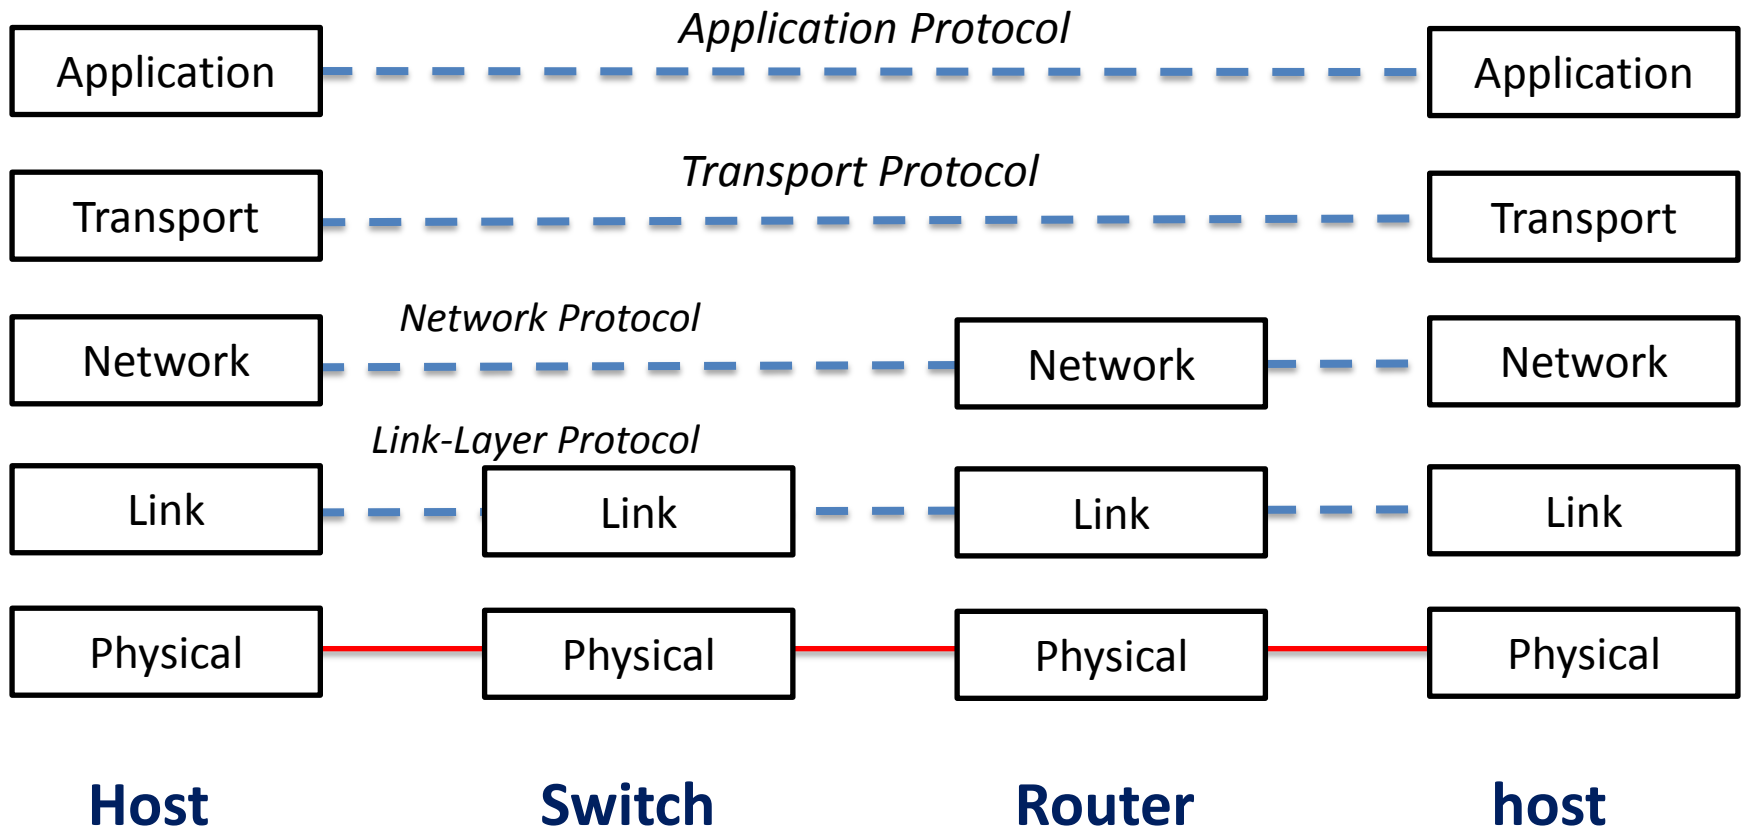 Application Protocol
Application
Application
Transport Protocol
Transport
Transport
Network Protocol
Network
Network
Network
Link-Layer Protocol
Link
Link
Link
Link
Physical
Physical
Physical
Physical
Host
Switch
Router
host